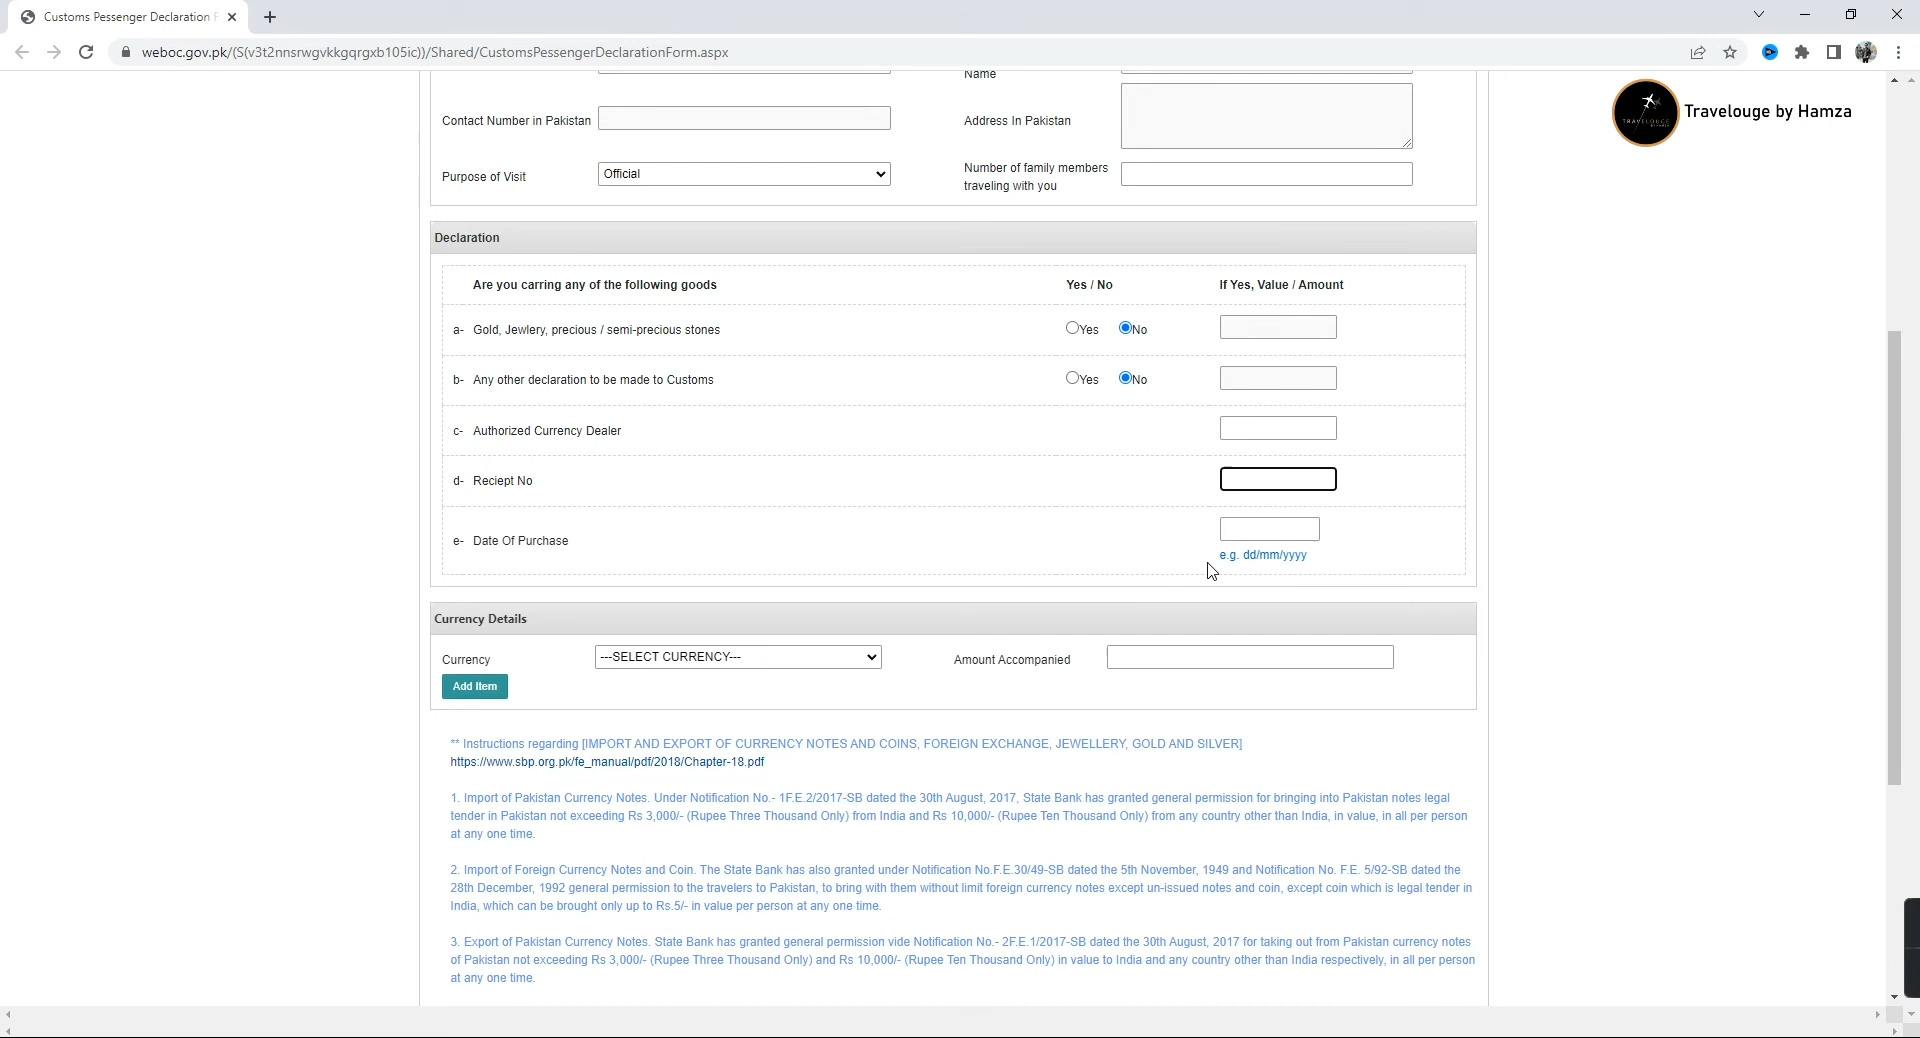 Customs Pessenger Declaration F
weboc.gov.pk/(S(v3t2nnsrwgvkkgqrgxb105ic))/Shared/CustomsPessengerDeclarationForm.aspx
Travelouge by Hamza
Name
Contact Number in Pakistan
Address In Pakistan
Purpose of Visit
Official
Number of family members
traveling with you
Declaration
Are you carring any of the following goods
Yes / No
If Yes, Value / Amount
a- Gold, Jewlery, precious / semi-precious stones
Yes
No
b- Any other declaration to be made to Customs
Yes
No
c- Authorized Currency Dealer
d- Reciept No
e- Date Of Purchase
e.g. dd/mm/yyyy
Currency Details
Currency
---SELECT CURRENCY---
Amount Accompanied
Add Item
** Instructions regarding [IMPORT AND EXPORT OF CURRENCY NOTES AND COINS, FOREIGN EXCHANGE, JEWELLERY, GOLD AND SILVER]
https://www.sbp.org.pk/fe_manual/pdf/2018/Chapter-18.pdf
1. Import of Pakistan Currency Notes. Under Notification No.- 1F.E.2/2017-SB dated the 30th August, 2017, State Bank has granted general permission for bringing into Pakistan notes legal
tender in Pakistan not exceeding Rs 3,000/- (Rupee Three Thousand Only) from India and Rs 10,000/- (Rupee Ten Thousand Only) from any country other than India, in value, in all per person
at any one time.
2. Import of Foreign Currency Notes and Coin. The State Bank has also granted under Notification No.F.E.30/49-SB dated the 5th November, 1949 and Notification No. F.E. 5/92-SB dated the
28th December, 1992 general permission to the travelers to Pakistan, to bring with them without limit foreign currency notes except un-issued notes and coin, except coin which is legal tender in
India, which can be brought only up to Rs.5/- in value per person at any one time.
3. Export of Pakistan Currency Notes. State Bank has granted general permission vide Notification No.- 2F.E.1/2017-SB dated the 30th August, 2017 for taking out from Pakistan currency notes
of Pakistan not exceeding Rs 3,000/- (Rupee Three Thousand Only) and Rs 10,000/- (Rupee Ten Thousand Only) in value to India and any country other than India respectively, in all per person
at any one time.